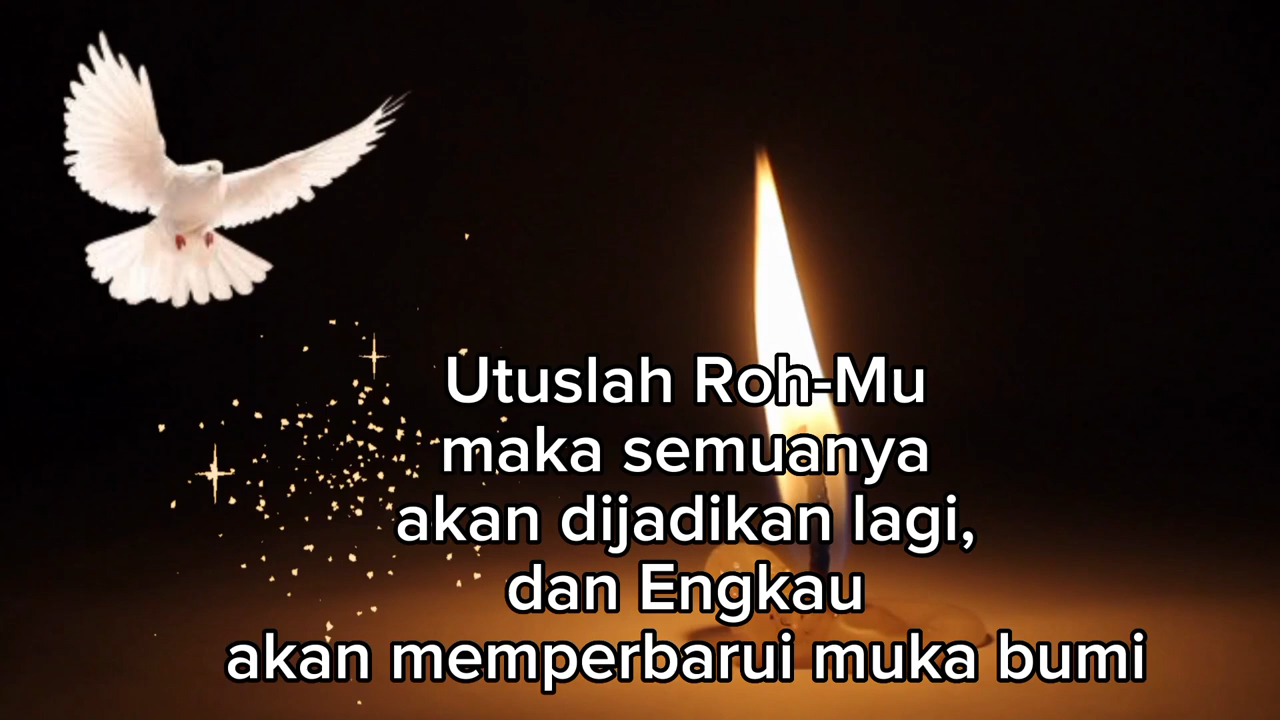 Utuslah Roh-Mu
maka semuanya
akan dijadikan lagi,
dan Engkau
akan memperbarui muka bumi